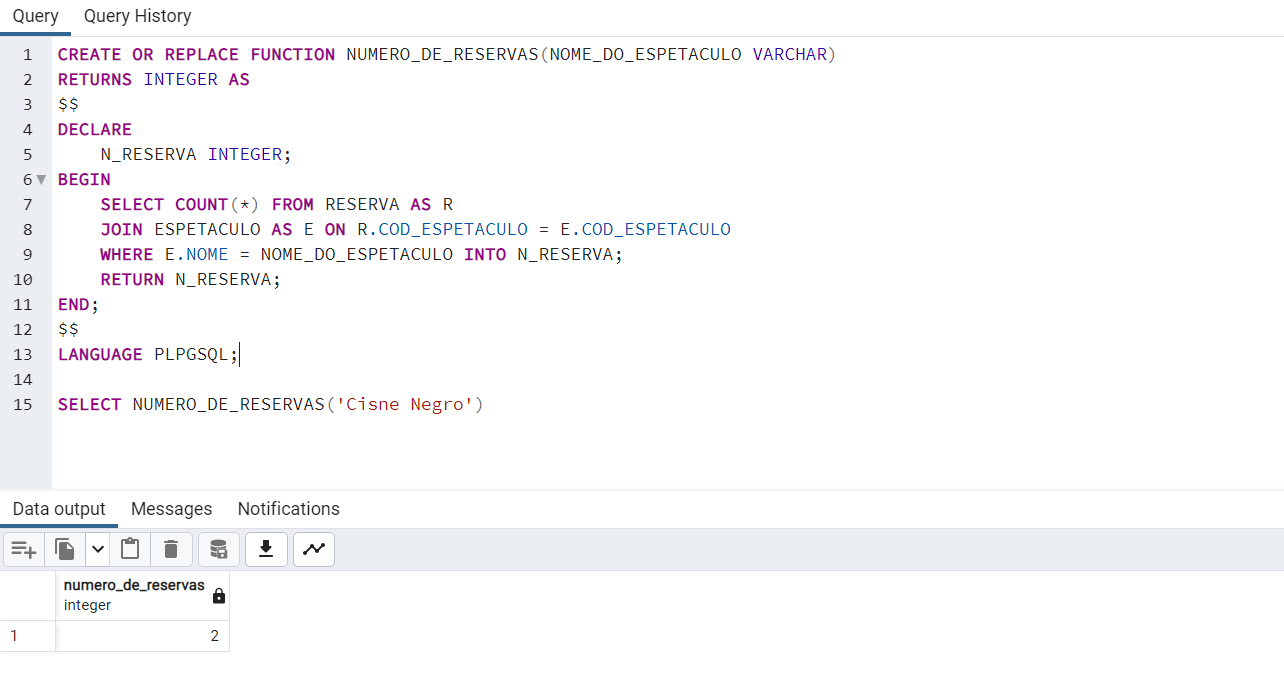 Query Query History
1 CREATE OR REPLACE FUNCTION NUMERO_DE_RESERVAS(NOME_DO_ESPETACULO VARCHAR)
2 RETURNS INTEGER AS
3 $$
4 DECLARE
5 N_RESERVA INTEGER;
6 BEGIN
7 SELECT COUNT(*) FROM RESERVA AS R
8 JOIN ESPETACULO AS E ON R.COD_ESPETACULO = E.COD_ESPETACULO
9 WHERE E.NOME = NOME_DO_ESPETACULO INTO N_RESERVA;
10 RETURN N_RESERVA;
11 END;
12 $$
13 LANGUAGE PLPGSQL;
14
15 SELECT NUMERO_DE_RESERVAS('Cisne Negro')
Data output Messages Notifications
numero_de_reservas
integer
1 2